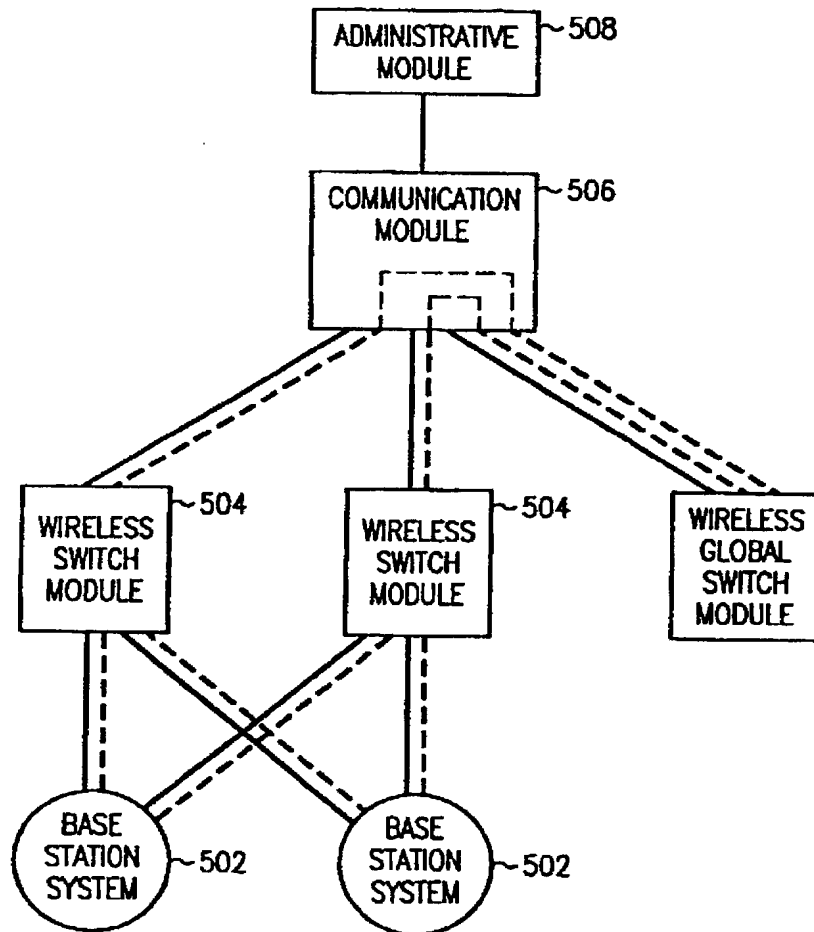 ADMINISTRATIVE
MODULE
508
COMMUNICATION
MODULE
506
WIRELESS
SWITCH
MODULE
504
WIRELESS
SWITCH
MODULE
504
WIRELESS
GLOBAL
SWITCH
MODULE
BASE
STATION
SYSTEM
502
BASE
STATION
SYSTEM
502